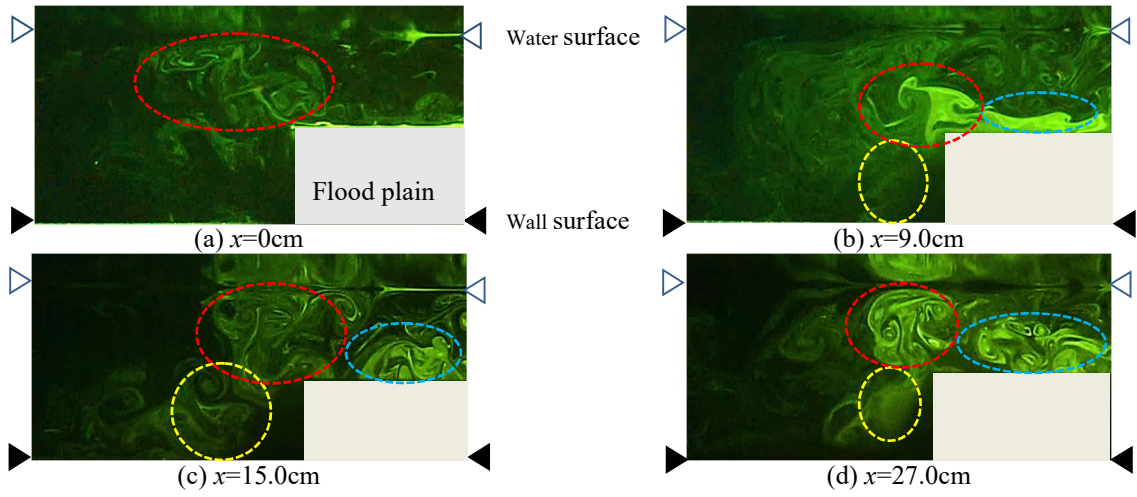 Water surface
Flood plain
Wall surface
(a) x=0cm
(b) x=9.0cm
(c) x=15.0cm
(d) x=27.0cm